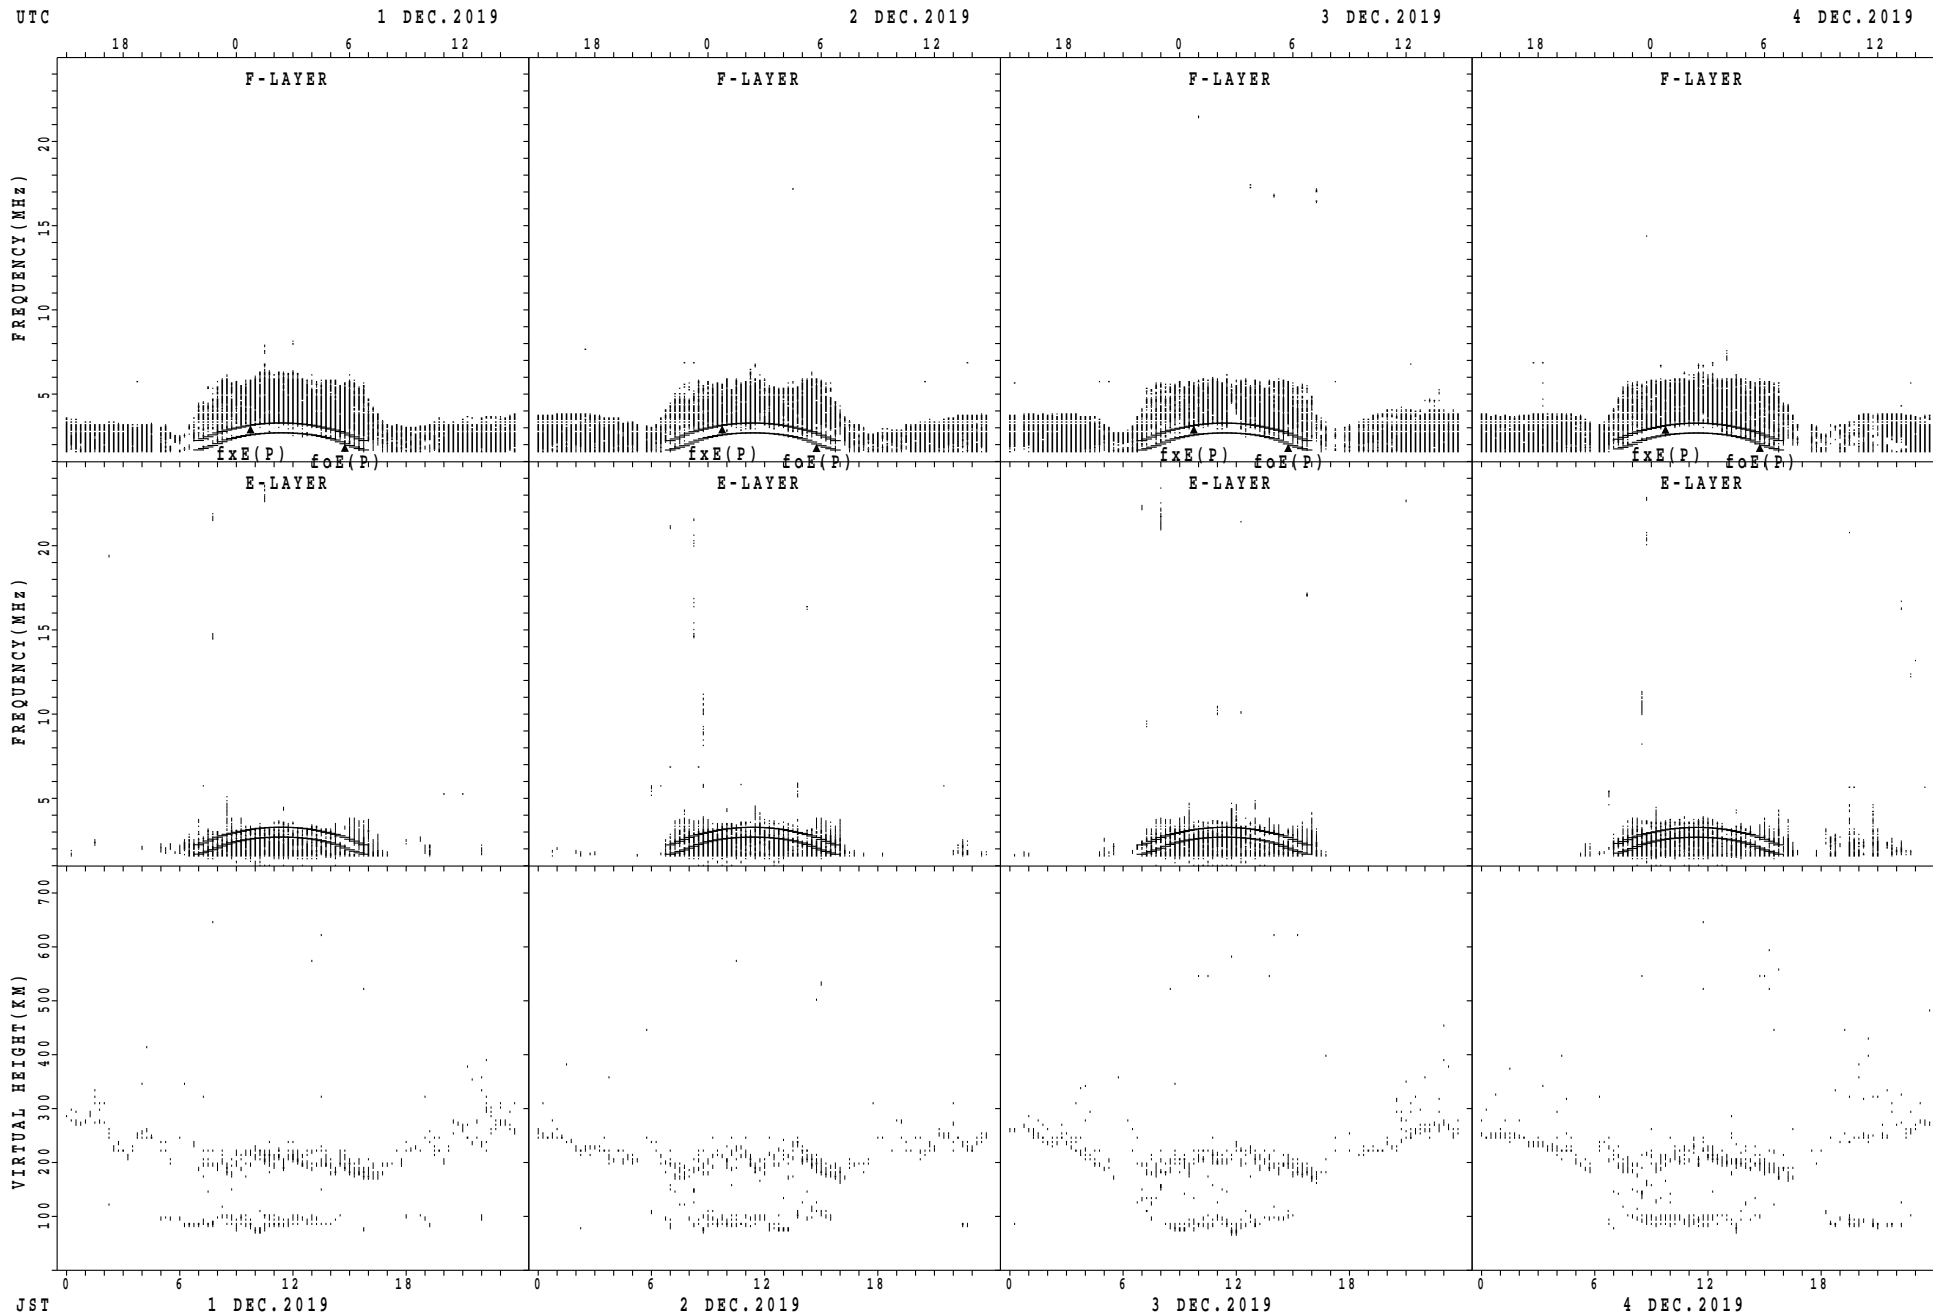 UTC 1 DEC.2019 2 DEC.2019 3 DEC.2019 4 DEC.2019
18 0 6 12 18 0 6 12 18 0 6 12 18 0 6 12
F-LAYER F-LAYER F-LAYER F-LAYER
FREQUENCY(MHz)
20
15
10
5
fxE(P) foE(P) fxE(P) foE(P) fxE(P) foE(P) fxE(P) foE(P)
E-LAYER E-LAYER E-LAYER E-LAYER
FREQUENCY(MHz)
20
15
10
5
VIRTUAL HEIGHT(KM)
700
600
500
400
300
200
100
0 6 12 18 0 6 12 18 0 6 12 18 0 6 12 18
JST 1 DEC.2019 2 DEC.2019 3 DEC.2019 4 DEC.2019